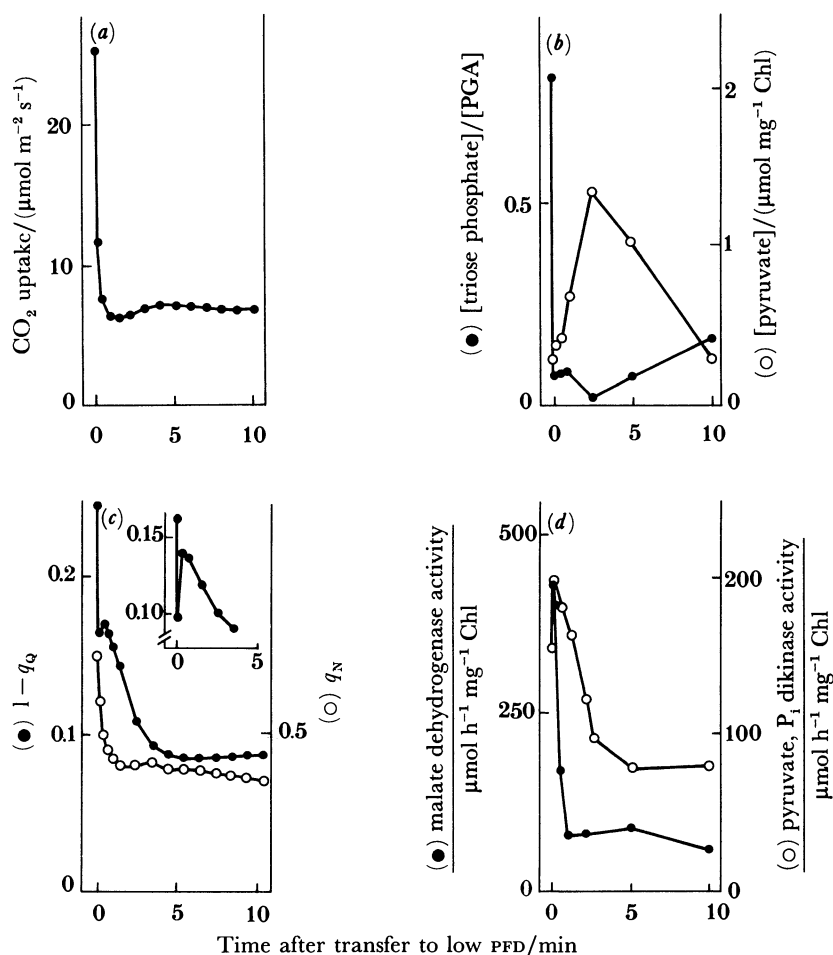 (a)
CO₂ uptakc/(μmol m⁻² s⁻¹)
20
10
0
0 5 10
(b)
(●) [triose phosphate]/[PGA]
0.5
0
2
1
0
(○) [pyruvate]/(μmol mg⁻¹ Chl)
0 5 10
(c)
(●) 1−q_Q
0.2
0.1
0
0.15
0.10
0 5
0.5
(○) q_N
0 5 10
(d)
(●) malate dehydrogenase activity
μmol h⁻¹ mg⁻¹ Chl
500
250
0
200
100
0
(○) pyruvate, Pᵢ dikinase activity
μmol h⁻¹ mg⁻¹ Chl
0 5 10
Time after transfer to low PFD/min